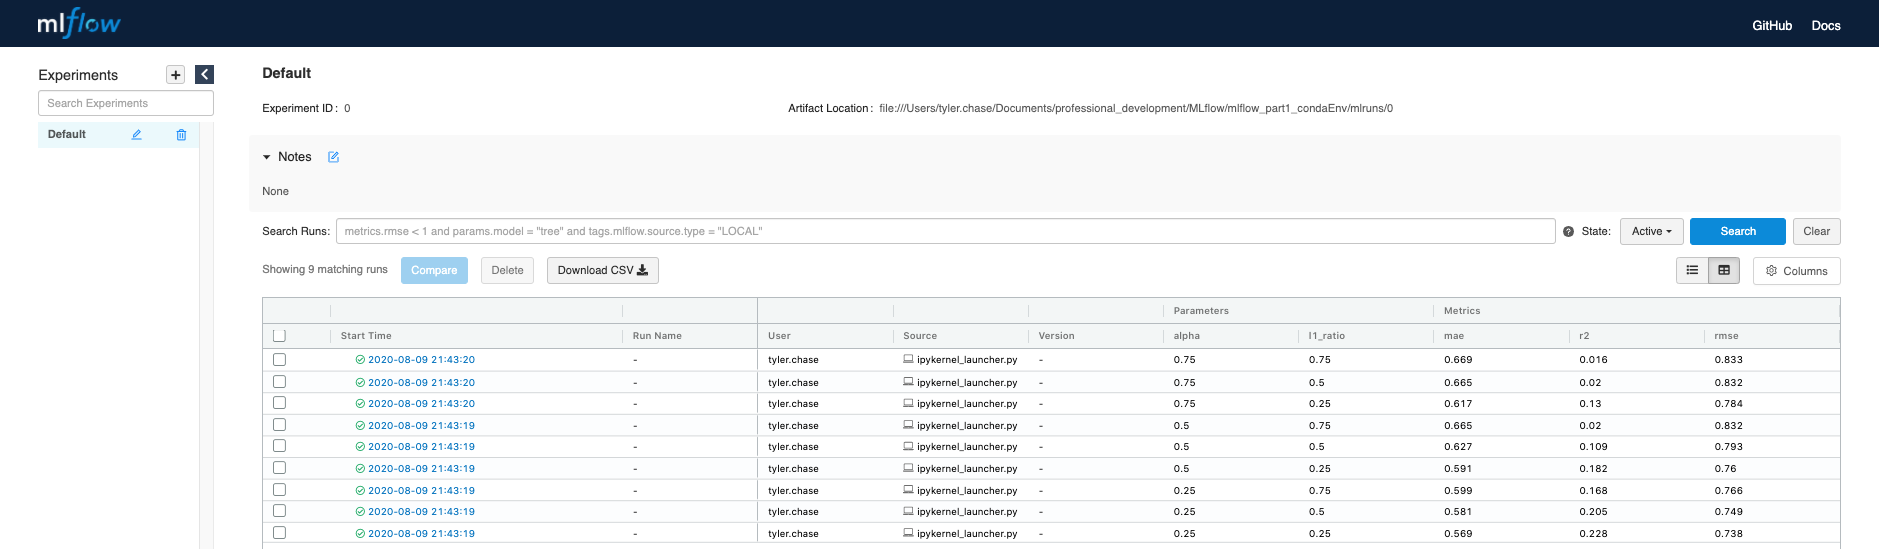 mlflow
GitHub Docs
Experiments
Search Experiments
Default
Default
Experiment ID : 0
Artifact Location : file:///Users/tyler.chase/Documents/professional_development/MLflow/mlflow_part1_condaEnv/mlruns/0
Notes
None
Search Runs: metrics.rmse < 1 and params.model = "tree" and tags.mlflow.source.type = "LOCAL" ? State: Active Search Clear
Showing 9 matching runs Compare Delete Download CSV Columns
Parameters Metrics
Start Time Run Name User Source Version alpha l1_ratio mae r2 rmse
2020-08-09 21:43:20 - tyler.chase ipykernel_launcher.py - 0.75 0.75 0.669 0.016 0.833
2020-08-09 21:43:20 - tyler.chase ipykernel_launcher.py - 0.75 0.5 0.665 0.02 0.832
2020-08-09 21:43:20 - tyler.chase ipykernel_launcher.py - 0.75 0.25 0.617 0.13 0.784
2020-08-09 21:43:19 - tyler.chase ipykernel_launcher.py - 0.5 0.75 0.665 0.02 0.832
2020-08-09 21:43:19 - tyler.chase ipykernel_launcher.py - 0.5 0.5 0.627 0.109 0.793
2020-08-09 21:43:19 - tyler.chase ipykernel_launcher.py - 0.5 0.25 0.591 0.182 0.76
2020-08-09 21:43:19 - tyler.chase ipykernel_launcher.py - 0.25 0.75 0.599 0.168 0.766
2020-08-09 21:43:19 - tyler.chase ipykernel_launcher.py - 0.25 0.5 0.581 0.205 0.749
2020-08-09 21:43:19 - tyler.chase ipykernel_launcher.py - 0.25 0.25 0.569 0.228 0.738